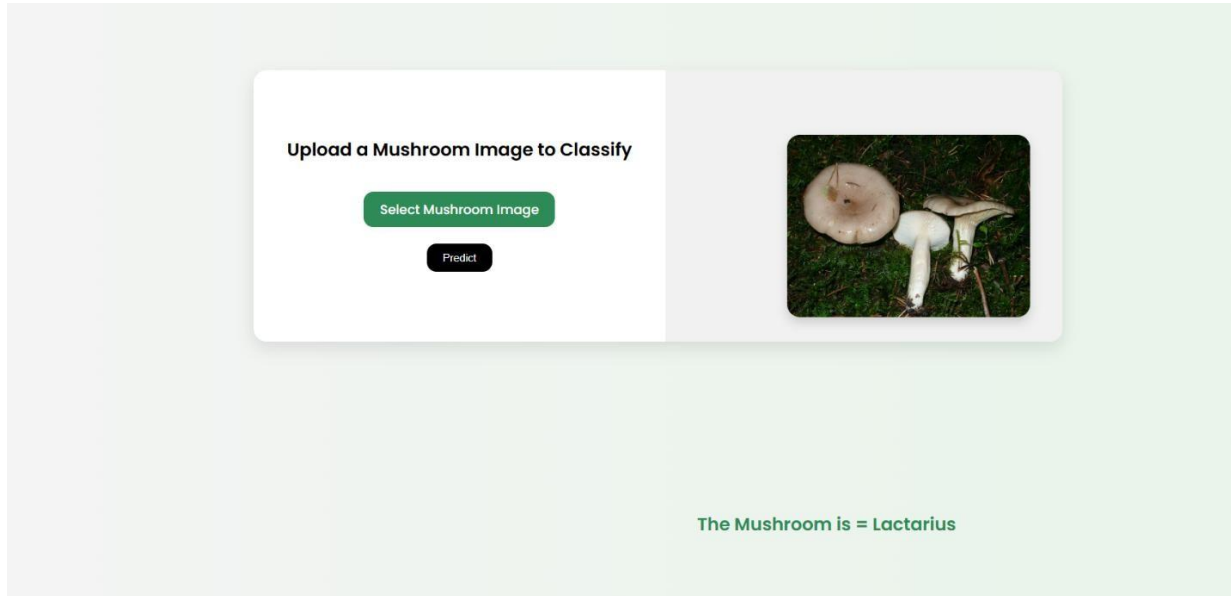 Upload a Mushroom Image to Classify
Select Mushroom Image
Predict
The Mushroom is = Lactarius